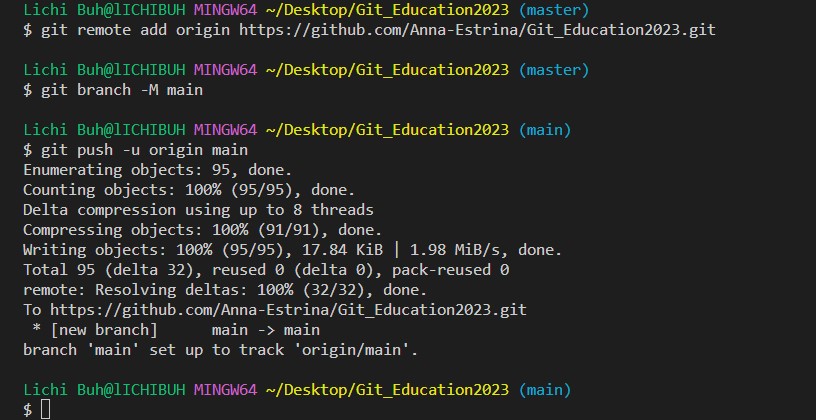 Lichi Buh@lICHIBUH MINGW64 ~/Desktop/Git_Education2023 (master)
$ git remote add origin https://github.com/Anna-Estrina/Git_Education2023.git
Lichi Buh@lICHIBUH MINGW64 ~/Desktop/Git_Education2023 (master)
$ git branch -M main
Lichi Buh@lICHIBUH MINGW64 ~/Desktop/Git_Education2023 (main)
$ git push -u origin main
Enumerating objects: 95, done.
Counting objects: 100% (95/95), done.
Delta compression using up to 8 threads
Compressing objects: 100% (91/91), done.
Writing objects: 100% (95/95), 17.84 KiB | 1.98 MiB/s, done.
Total 95 (delta 32), reused 0 (delta 0), pack-reused 0
remote: Resolving deltas: 100% (32/32), done.
To https://github.com/Anna-Estrina/Git_Education2023.git
 * [new branch]      main -> main
branch 'main' set up to track 'origin/main'.
Lichi Buh@lICHIBUH MINGW64 ~/Desktop/Git_Education2023 (main)
$